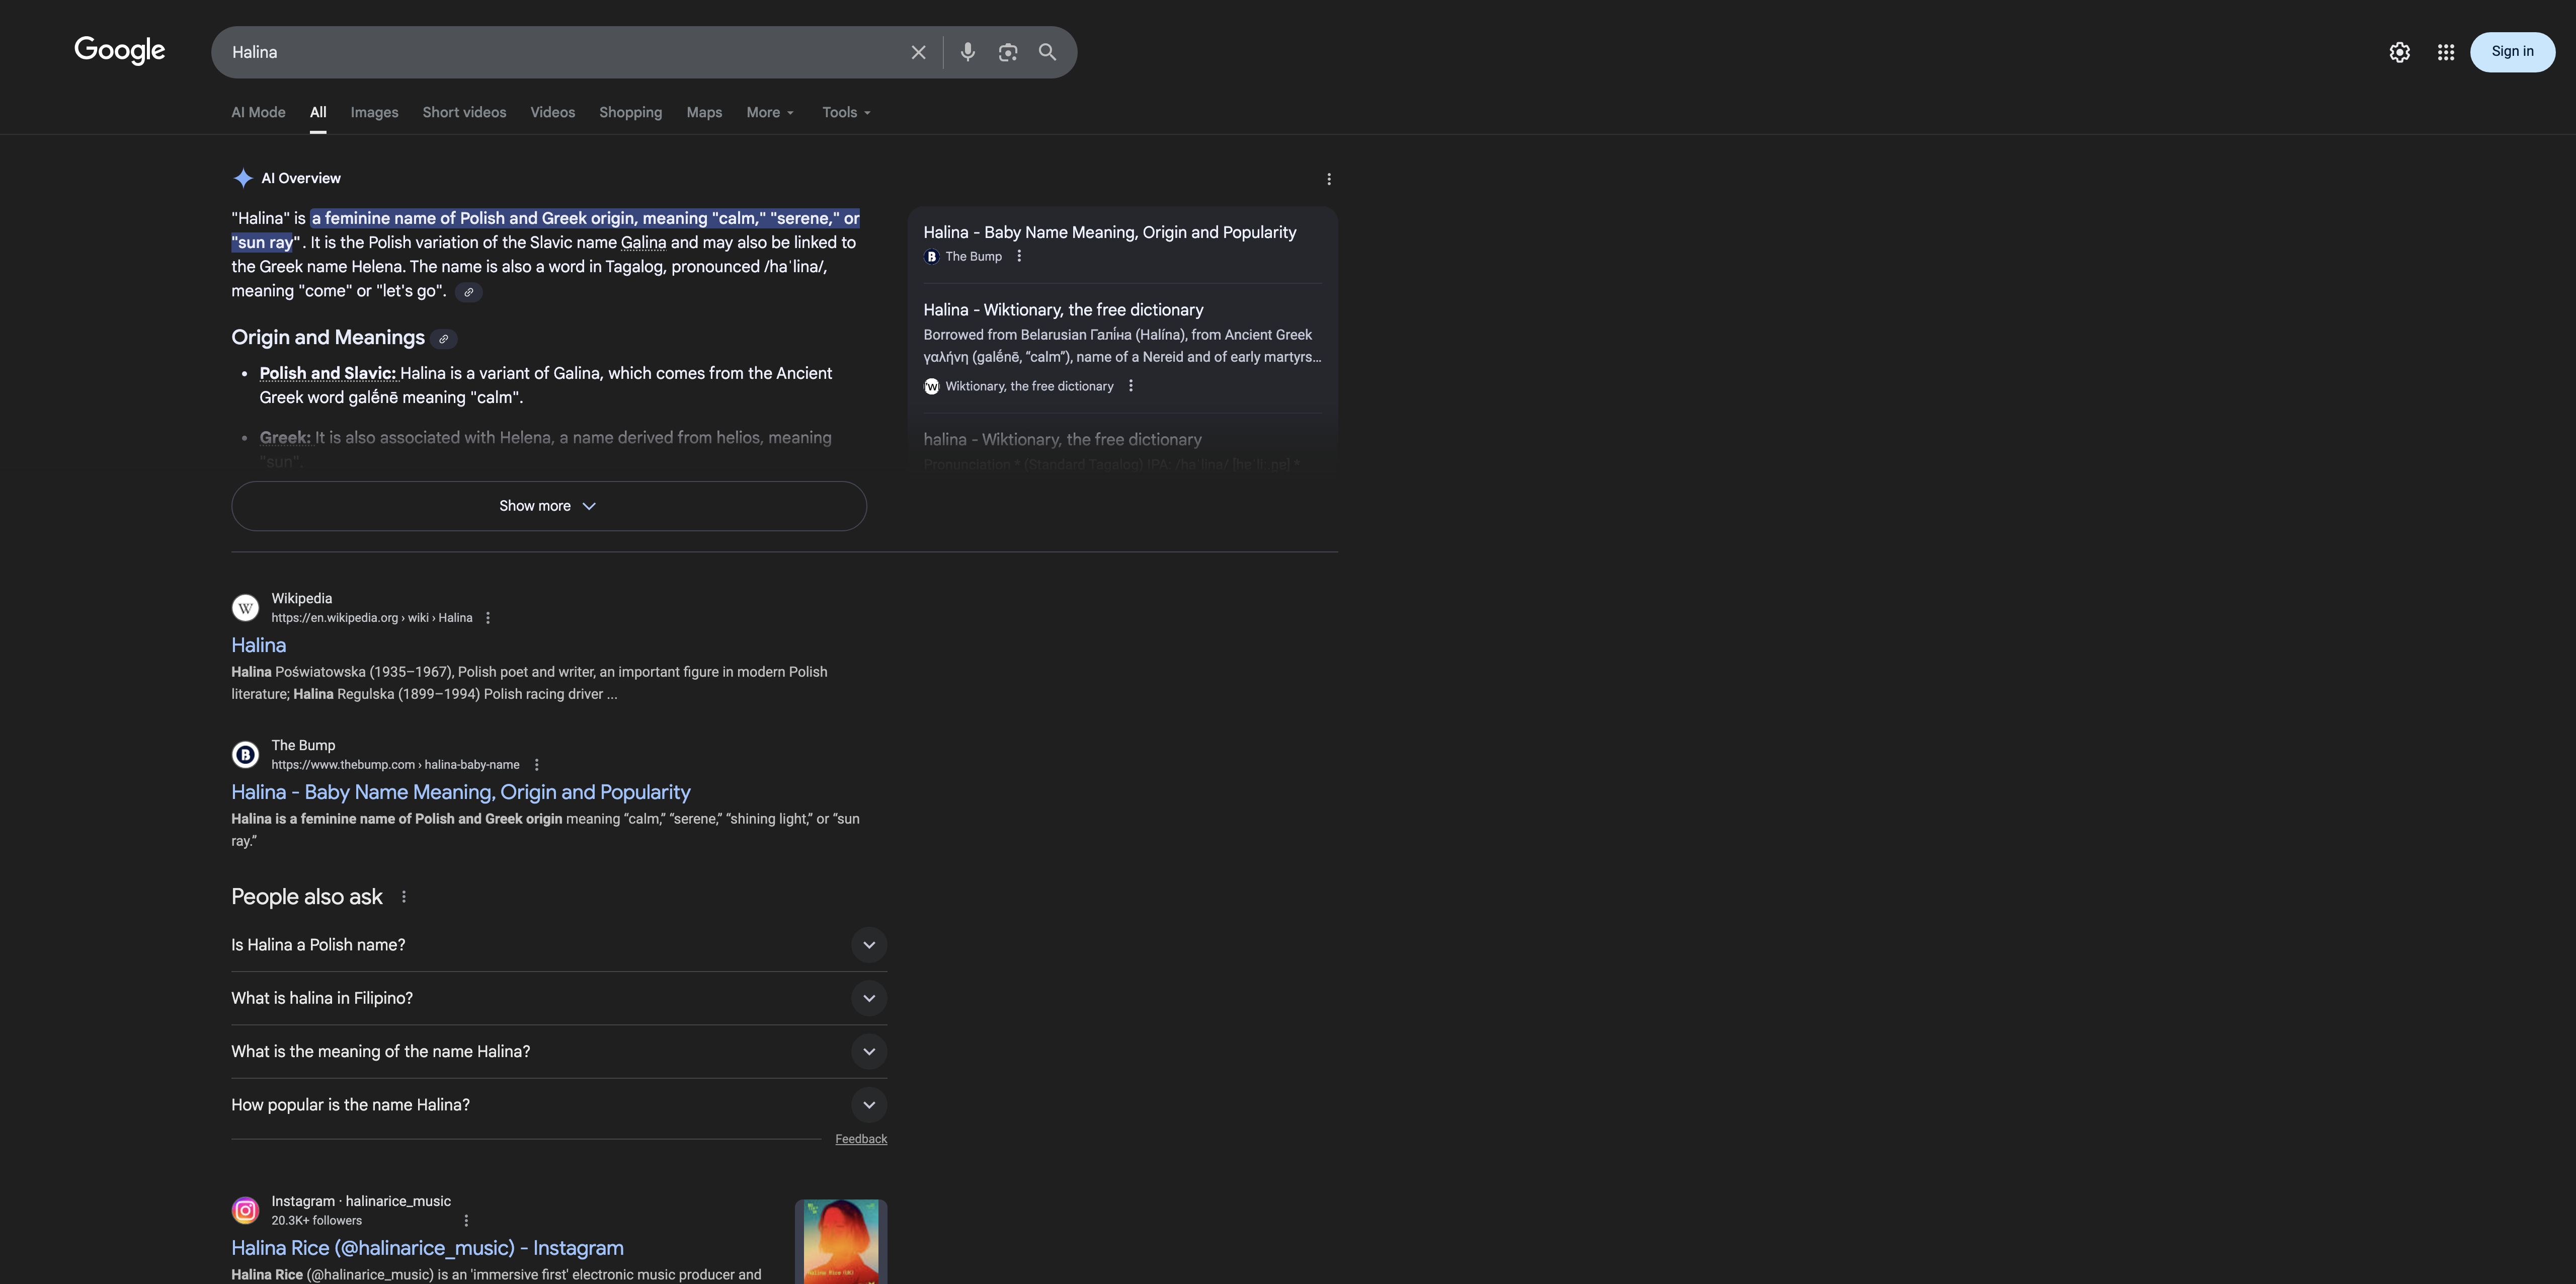 Google
Halina
Sign in
AI Mode
All
Images
Short videos
Videos
Shopping
Maps
More
Tools
AI Overview
"Halina" is a feminine name of Polish and Greek origin, meaning "calm," "serene," or
"sun ray". It is the Polish variation of the Slavic name Galina and may also be linked to
the Greek name Helena. The name is also a word in Tagalog, pronounced /haˈlina/,
meaning "come" or "let's go".
Origin and Meanings
• Polish and Slavic: Halina is a variant of Galina, which comes from the Ancient
Greek word galḗnē meaning "calm".
• Greek: It is also associated with Helena, a name derived from helios, meaning
"sun".
Show more
Halina - Baby Name Meaning, Origin and Popularity
B The Bump
Halina - Wiktionary, the free dictionary
Borrowed from Belarusian Галі́на (Halína), from Ancient Greek
γαλήνη (galḗnē, “calm”), name of a Nereid and of early martyrs...
W Wiktionary, the free dictionary
halina - Wiktionary, the free dictionary
Pronunciation * (Standard Tagalog) IPA: /haˈlina/
W
Wikipedia
https://en.wikipedia.org › wiki › Halina
Halina
Halina Poświatowska (1935–1967), Polish poet and writer, an important figure in modern Polish
literature; Halina Regulska (1899–1994) Polish racing driver ...
B
The Bump
https://www.thebump.com › halina-baby-name
Halina - Baby Name Meaning, Origin and Popularity
Halina is a feminine name of Polish and Greek origin meaning “calm,” “serene,” “shining light,” or “sun
ray.”
People also ask
Is Halina a Polish name?
What is halina in Filipino?
What is the meaning of the name Halina?
How popular is the name Halina?
Feedback
Instagram · halinarice_music
20.3K+ followers
Halina Rice (@halinarice_music) - Instagram
Halina Rice (@halinarice_music) is an 'immersive first' electronic music producer and
Halina Rice (UK)